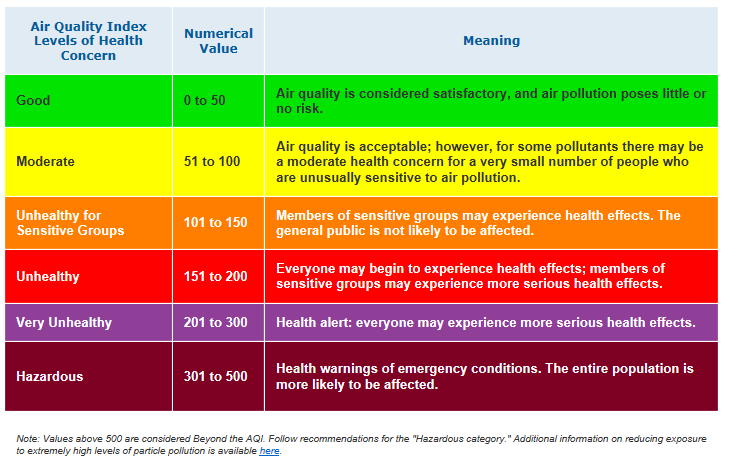 Air Quality Index
Levels of Health
Concern
Numerical
Value
Meaning
Good
0 to 50
Air quality is considered satisfactory, and air pollution poses little or
no risk.
Moderate
51 to 100
Air quality is acceptable; however, for some pollutants there may be
a moderate health concern for a very small number of people who
are unusually sensitive to air pollution.
Unhealthy for
Sensitive Groups
101 to 150
Members of sensitive groups may experience health effects. The
general public is not likely to be affected.
Unhealthy
151 to 200
Everyone may begin to experience health effects; members of
sensitive groups may experience more serious health effects.
Very Unhealthy
201 to 300
Health alert: everyone may experience more serious health effects.
Hazardous
301 to 500
Health warnings of emergency conditions. The entire population is
more likely to be affected.
Note: Values above 500 are considered Beyond the AQI. Follow recommendations for the "Hazardous category." Additional information on reducing exposure
to extremely high levels of particle pollution is available here.